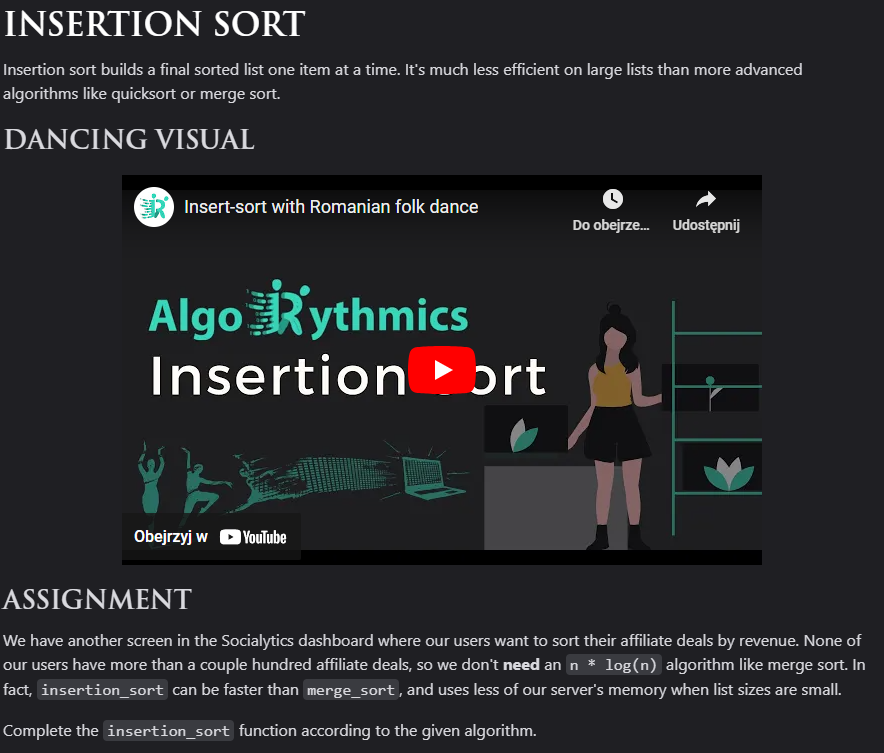 INSERTION SORT
Insertion sort builds a final sorted list one item at a time. It's much less efficient on large lists than more advanced
algorithms like quicksort or merge sort.
DANCING VISUAL
Insert-sort with Romanian folk dance
Do obejrze...
Udostępnij
AlgoRythmics
Insertion ort
Obejrzyj w YouTube
ASSIGNMENT
We have another screen in the Socialytics dashboard where our users want to sort their affiliate deals by revenue. None of
our users have more than a couple hundred affiliate deals, so we don't need an n * log(n) algorithm like merge sort. In
fact, insertion_sort can be faster than merge_sort, and uses less of our server's memory when list sizes are small.
Complete the insertion_sort function according to the given algorithm.